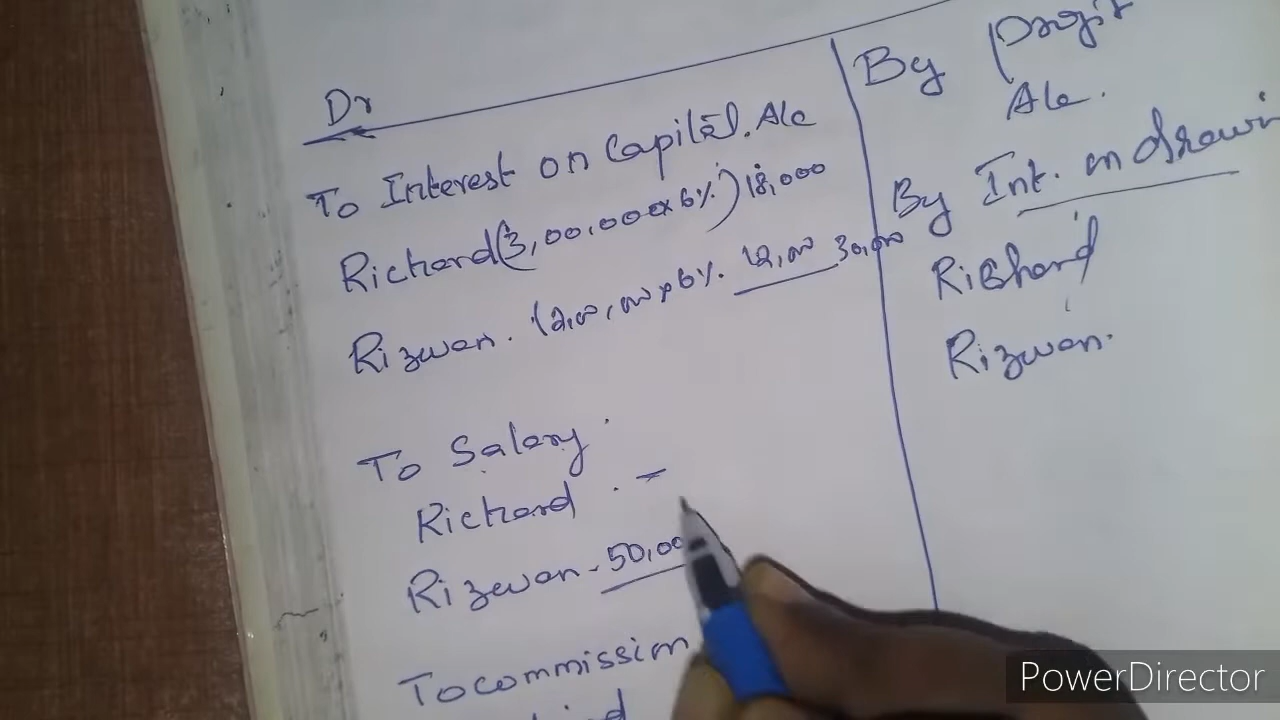 Dr
To Interest on Capital. A/c
Richard (3,00,000 x 6%) 18,000
Rizwan. (2,00,000 x 6%. 12,000 30,000
To Salary.
Richard . -
Rizwan - 50,00
To commission
By Profit
A/c.
By Int. on drawin
Richard
Rizwan.
PowerDirector